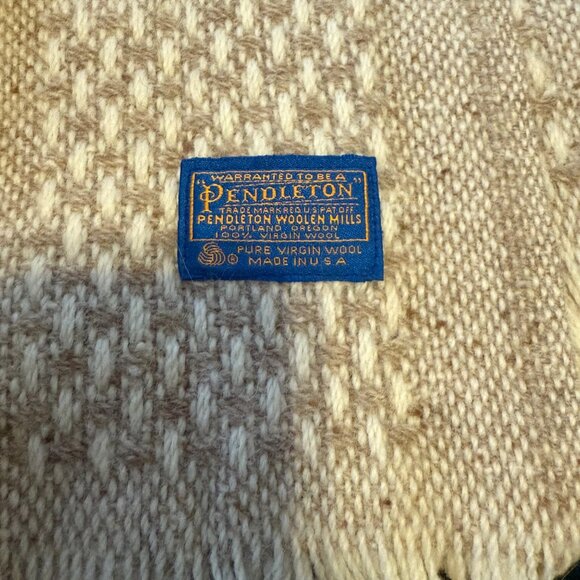 "WARRANTED TO BE A
PENDLETON"
TRADE MARK REG. U.S. PAT. OFF.
PENDLETON WOOLEN MILLS
PORTLAND, OREGON
100% VIRGIN WOOL
® PURE VIRGIN WOOL
MADE IN U S A